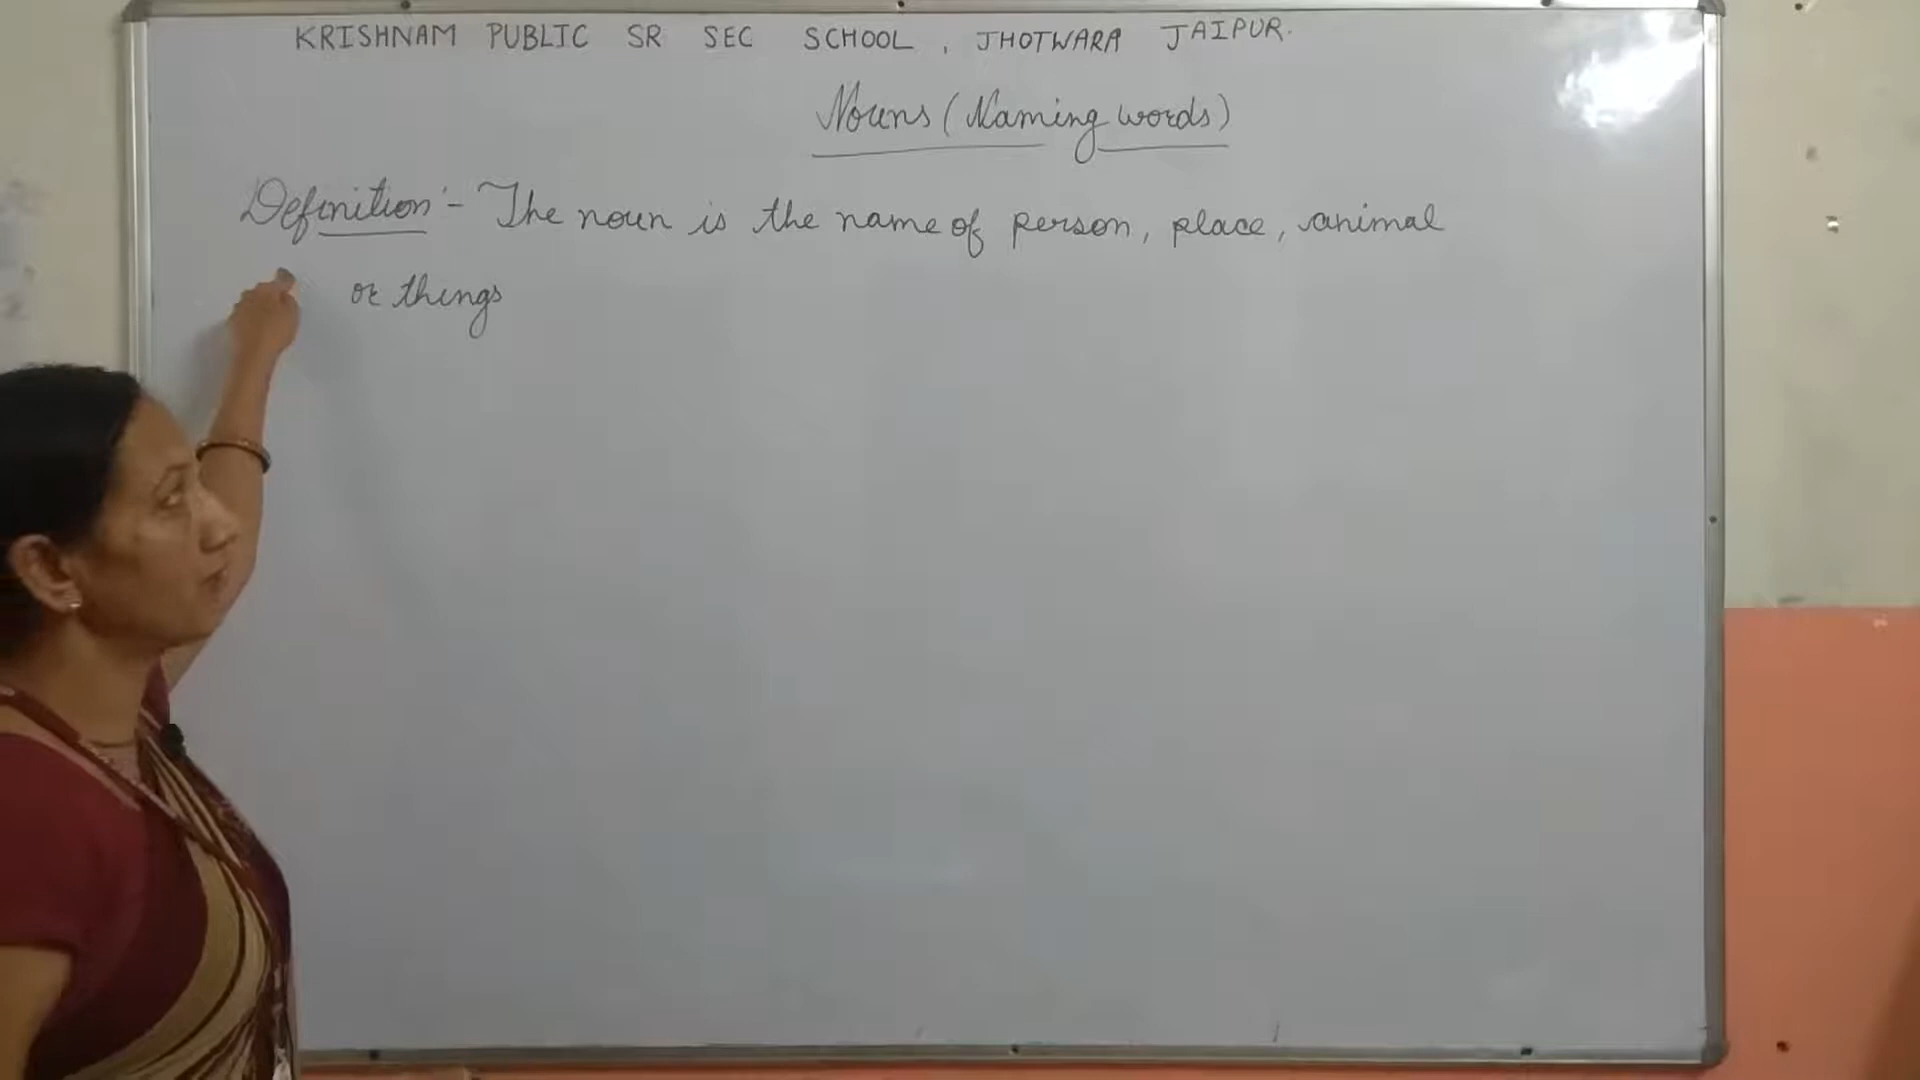 KRISHNAM PUBLIC SR SEC SCHOOL , JHOTWARA JAIPUR.
Nouns (Naming words)
Definition :- The noun is the name of person, place, animal
or things